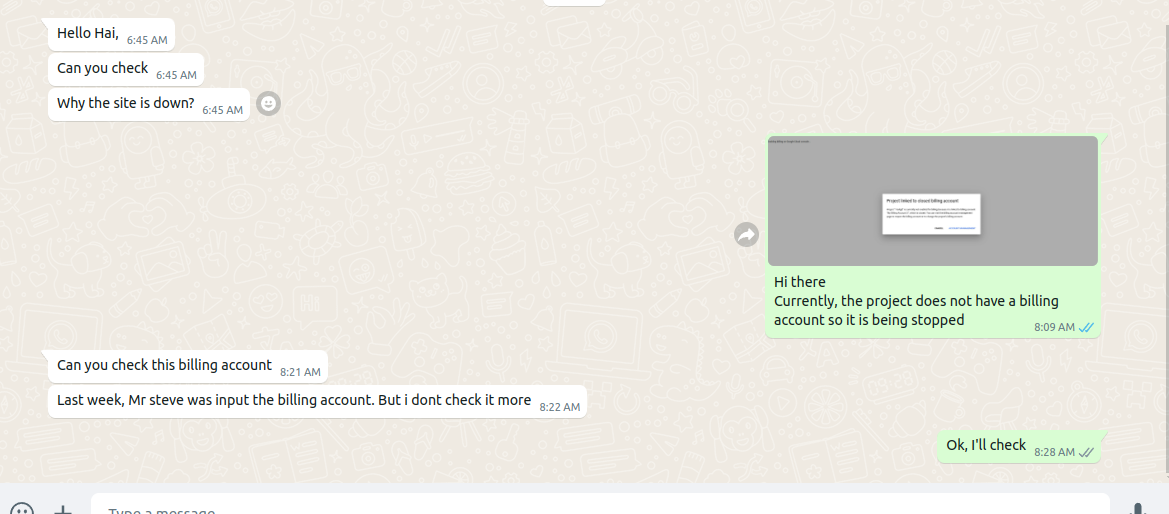 Hello Hai, 6:45 AM
Can you check 6:45 AM
Why the site is down? 6:45 AM
Project linked to closed billing account
Hi there
Currently, the project does not have a billing
account so it is being stopped 8:09 AM
Can you check this billing account 8:21 AM
Last week, Mr steve was input the billing account. But i dont check it more 8:22 AM
Ok, I'll check 8:28 AM
Type a message